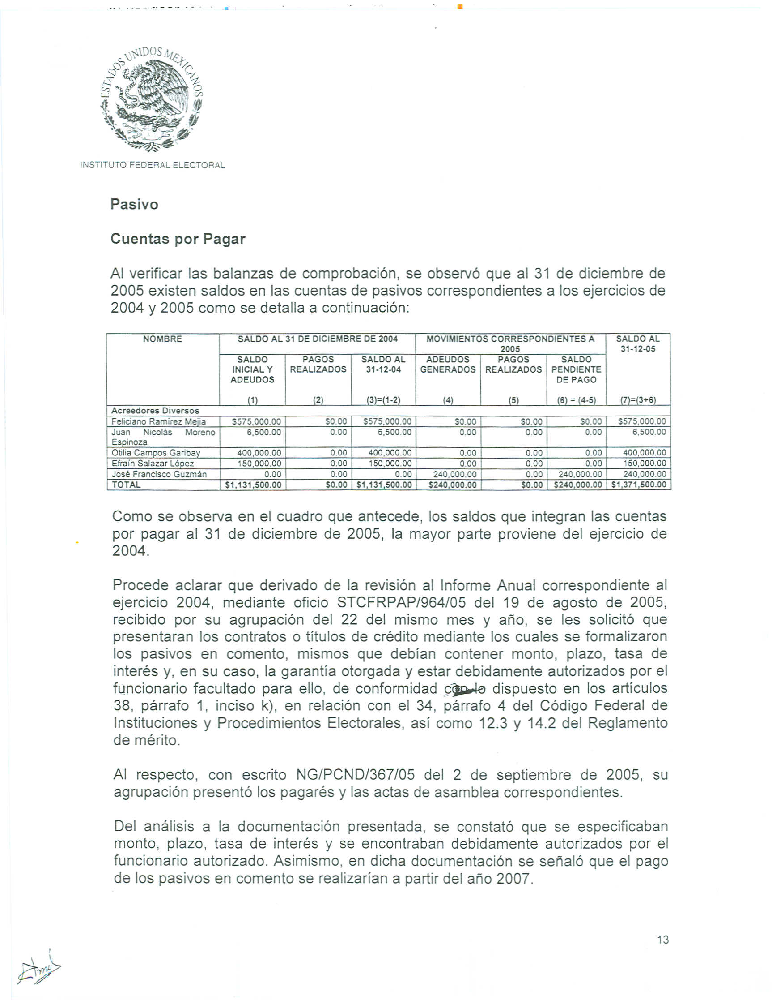 ESTADOS UNIDOS MEXICANOS
INSTITUTO FEDERAL ELECTORAL
Pasivo
Cuentas por Pagar
Al verificar las balanzas de comprobación, se observó que al 31 de diciembre de
2005 existen saldos en las cuentas de pasivos correspondientes a los ejercicios de
2004 y 2005 como se detalla a continuación:
NOMBRE SALDO AL 31 DE DICIEMBRE DE 2004 MOVIMIENTOS CORRESPONDIENTES A 2005 SALDO AL 31-12-05
SALDO INICIAL Y ADEUDOS PAGOS REALIZADOS SALDO AL 31-12-04 ADEUDOS GENERADOS PAGOS REALIZADOS SALDO PENDIENTE DE PAGO
(1) (2) (3)=(1-2) (4) (5) (6) = (4-5) (7)=(3+6)
Acreedores Diversos
Feliciano Ramírez Mejia $575,000.00 $0.00 $575,000.00 $0.00 $0.00 $0.00 $575,000.00
Juan Nicolás Moreno 6,500.00 0.00 6,500.00 0.00 0.00 0.00 6,500.00
Espinoza
Otilia Campos Garibay 400,000.00 0.00 400,000.00 0.00 0.00 0.00 400,000.00
Efraín Salazar López 150,000.00 0.00 150,000.00 0.00 0.00 0.00 150,000.00
José Francisco Guzmán 0.00 0.00 0.00 240,000.00 0.00 240,000.00 240,000.00
TOTAL $1,131,500.00 $0.00 $1,131,500.00 $240,000.00 $0.00 $240,000.00 $1,371,500.00
Como se observa en el cuadro que antecede, los saldos que integran las cuentas
por pagar al 31 de diciembre de 2005, la mayor parte proviene del ejercicio de
2004.
Procede aclarar que derivado de la revisión al Informe Anual correspondiente al
ejercicio 2004, mediante oficio STCFRPAP/964/05 del 19 de agosto de 2005,
recibido por su agrupación del 22 del mismo mes y año, se les solicitó que
presentaran los contratos o títulos de crédito mediante los cuales se formalizaron
los pasivos en comento, mismos que debían contener monto, plazo, tasa de
interés y, en su caso, la garantía otorgada y estar debidamente autorizados por el
funcionario facultado para ello, de conformidad con lo dispuesto en los artículos
38, párrafo 1, inciso k), en relación con el 34, párrafo 4 del Código Federal de
Instituciones y Procedimientos Electorales, así como 12.3 y 14.2 del Reglamento
de mérito.
Al respecto, con escrito NG/PCND/367/05 del 2 de septiembre de 2005, su
agrupación presentó los pagarés y las actas de asamblea correspondientes.
Del análisis a la documentación presentada, se constató que se especificaban
monto, plazo, tasa de interés y se encontraban debidamente autorizados por el
funcionario autorizado. Asimismo, en dicha documentación se señaló que el pago
de los pasivos en comento se realizarían a partir del año 2007.
13